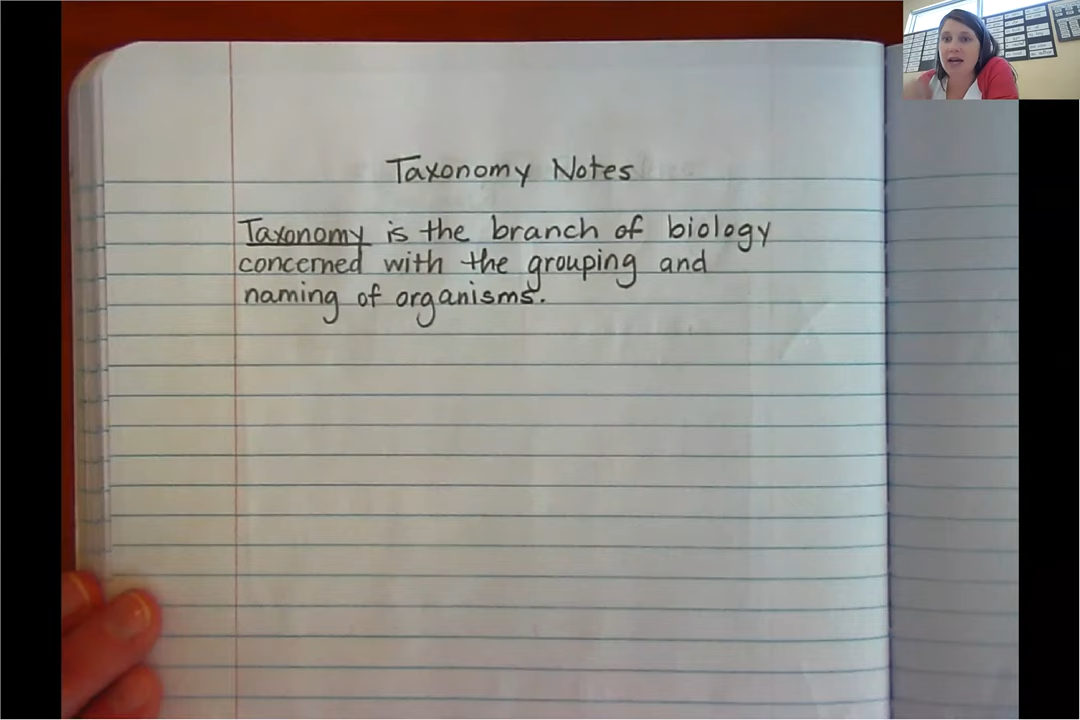 Taxonomy Notes
Taxonomy is the branch of biology
concerned with the grouping and
naming of organisms.